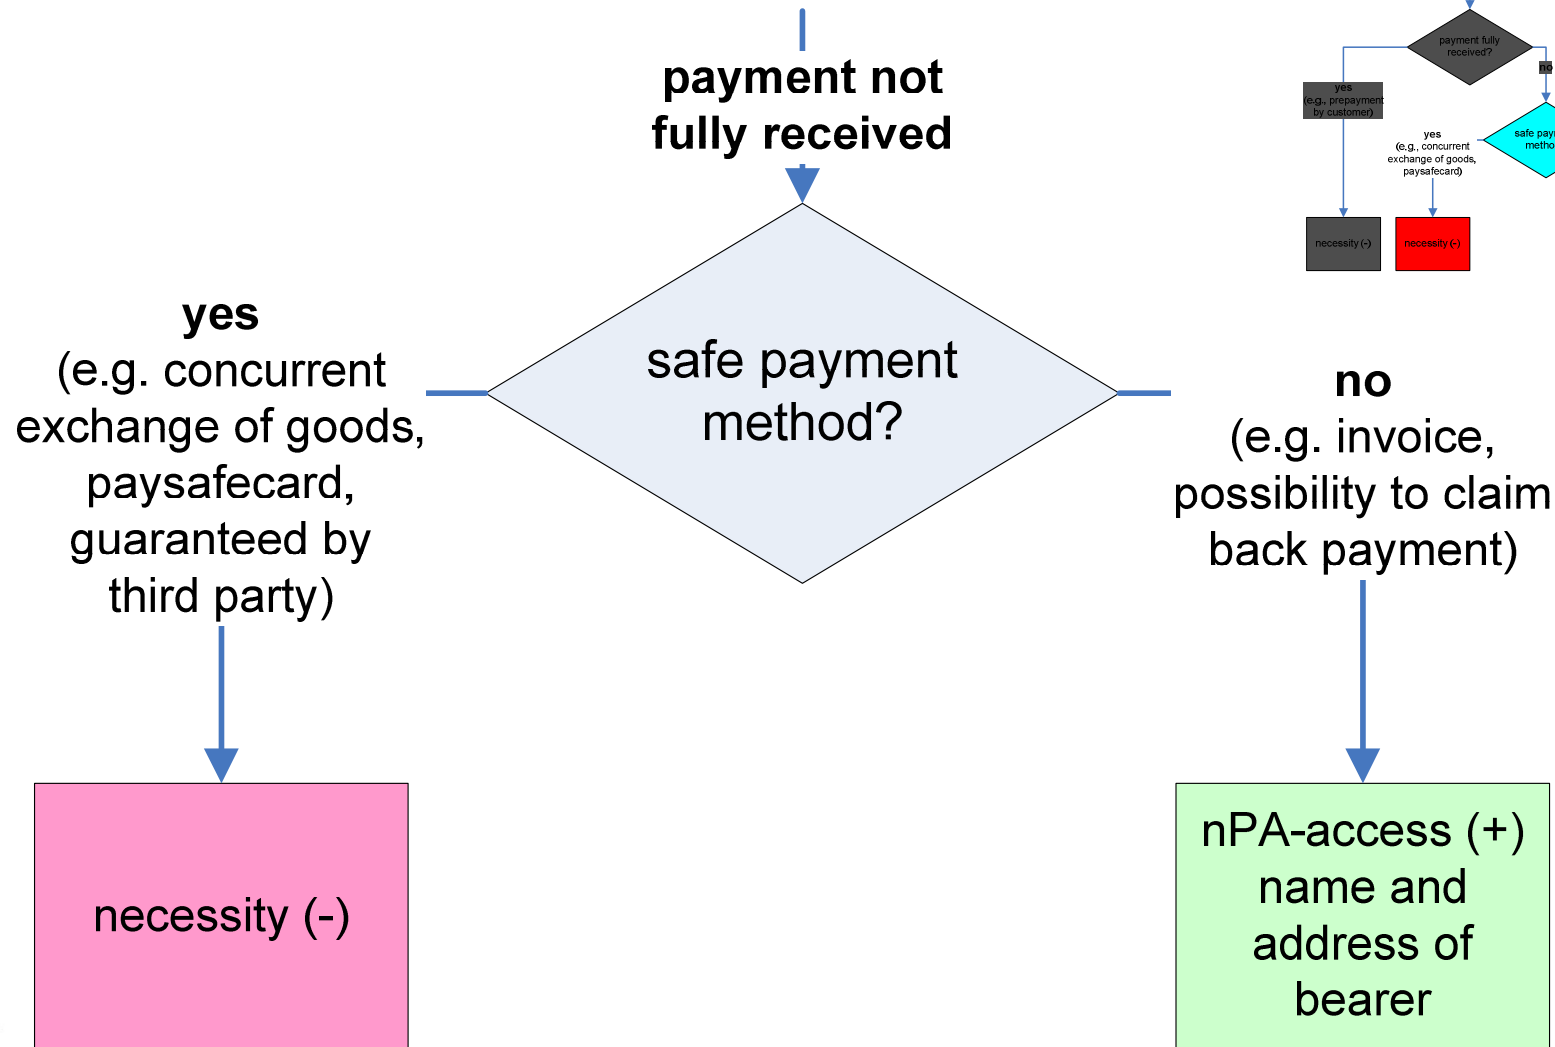 payment not
fully received
safe payment
method?
yes
(e.g. concurrent
exchange of goods,
paysafecard,
guaranteed by
third party)
no
(e.g. invoice,
possibility to claim
back payment)
necessity (-)
nPA-access (+)
name and
address of
bearer
payment fully
received?
no
yes
(e.g., prepayment
by customer)
yes
(e.g., concurrent
exchange of goods,
paysafecard)
safe
necessity (-)
necessity (-)